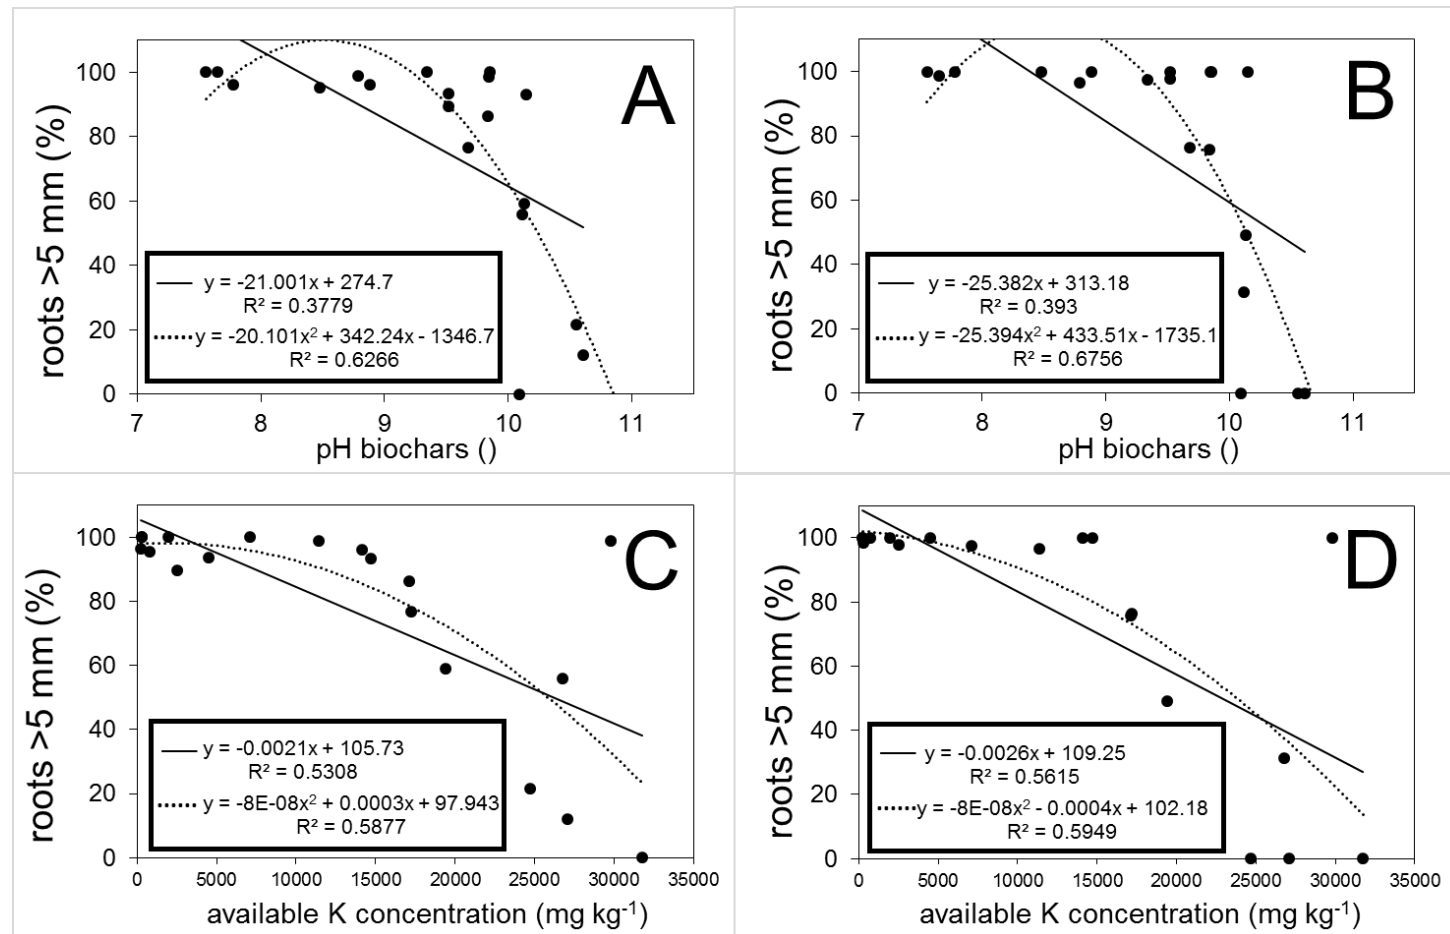 A
roots >5 mm (%)
100
80
60
40
20
0
y = -21.001x + 274.7
R² = 0.3779
y = -20.101x² + 342.24x - 1346.7
R² = 0.6266
7 8 9 10 11
pH biochars ()
B
roots >5 mm (%)
100
80
60
40
20
0
y = -25.382x + 313.18
R² = 0.393
y = -25.394x² + 433.51x - 1735.1
R² = 0.6756
7 8 9 10 11
pH biochars ()
C
roots >5 mm (%)
100
80
60
40
20
0
y = -0.0021x + 105.73
R² = 0.5308
y = -8E-08x² + 0.0003x + 97.943
R² = 0.5877
0 5000 10000 15000 20000 25000 30000 35000
available K concentration (mg kg⁻¹)
D
roots >5 mm (%)
100
80
60
40
20
0
y = -0.0026x + 109.25
R² = 0.5615
y = -8E-08x² - 0.0004x + 102.18
R² = 0.5949
0 5000 10000 15000 20000 25000 30000 35000
available K concentration (mg kg⁻¹)